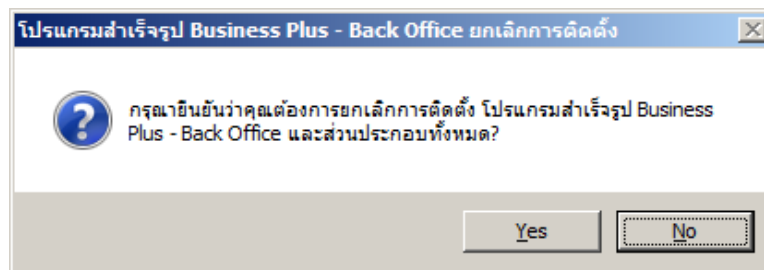 โปรแกรมสำเร็จรูป Business Plus - Back Office ยกเลิกการติดตั้ง
กรุณายืนยันว่าคุณต้องการยกเลิกการติดตั้ง โปรแกรมสำเร็จรูป Business
Plus - Back Office และส่วนประกอบทั้งหมด?
Yes
No